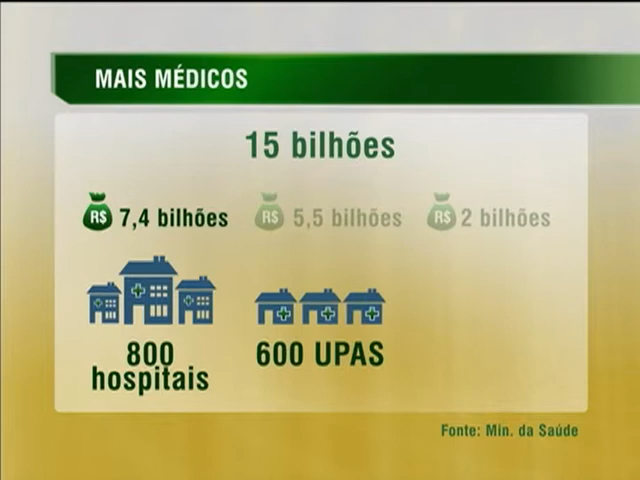 MAIS MÉDICOS
15 bilhões
R$ 7,4 bilhões R$ 5,5 bilhões R$ 2 bilhões
800
hospitais
600 UPAS
Fonte: Min. da Saúde